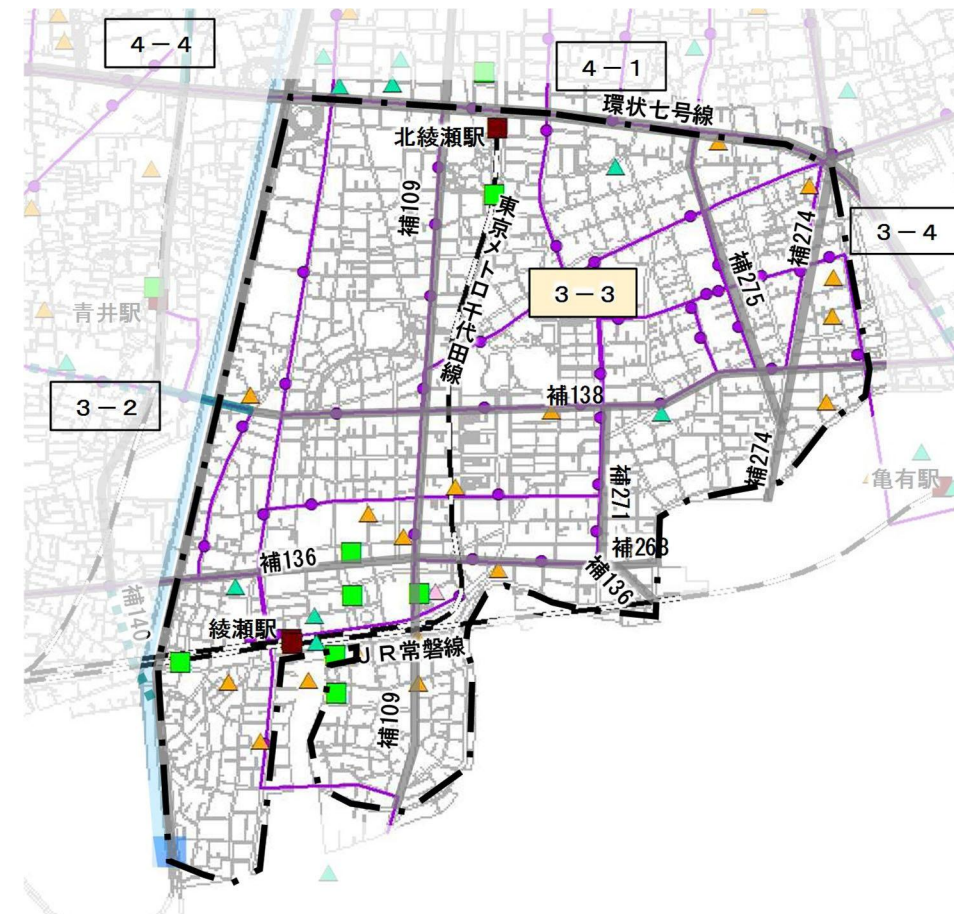 4－4
4－1
環状七号線
北綾瀬駅
補109
東京メトロ千代田線
補274
3－4
補275
3－3
青井駅
3－2
補138
補274
亀有駅
補271
補268
補136
補136
補140
綾瀬駅
JR常磐線
補109